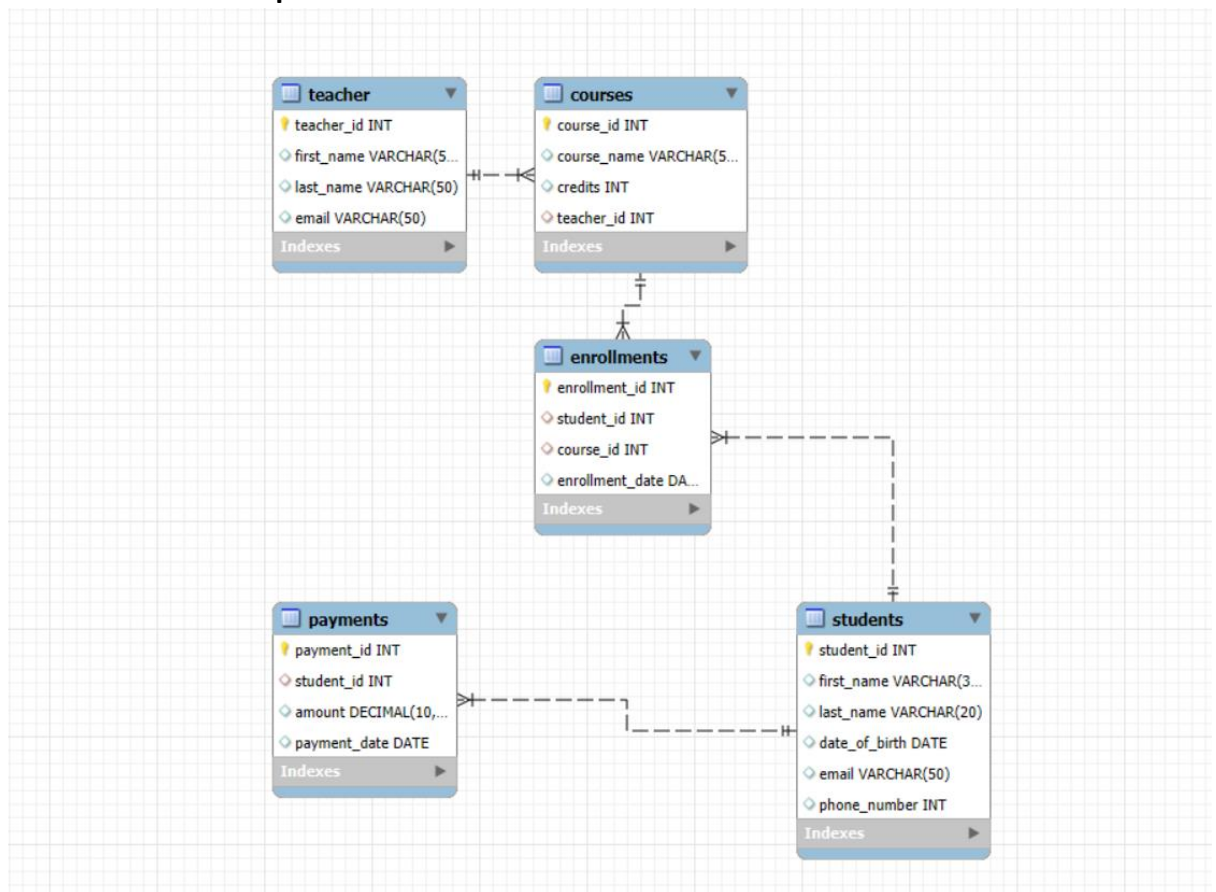 teacher
teacher_id INT
first_name VARCHAR(5...
last_name VARCHAR(50)
email VARCHAR(50)
Indexes
courses
course_id INT
course_name VARCHAR(5...
credits INT
teacher_id INT
Indexes
enrollments
enrollment_id INT
student_id INT
course_id INT
enrollment_date DA...
Indexes
payments
payment_id INT
student_id INT
amount DECIMAL(10,...
payment_date DATE
Indexes
students
student_id INT
first_name VARCHAR(3...
last_name VARCHAR(20)
date_of_birth DATE
email VARCHAR(50)
phone_number INT
Indexes